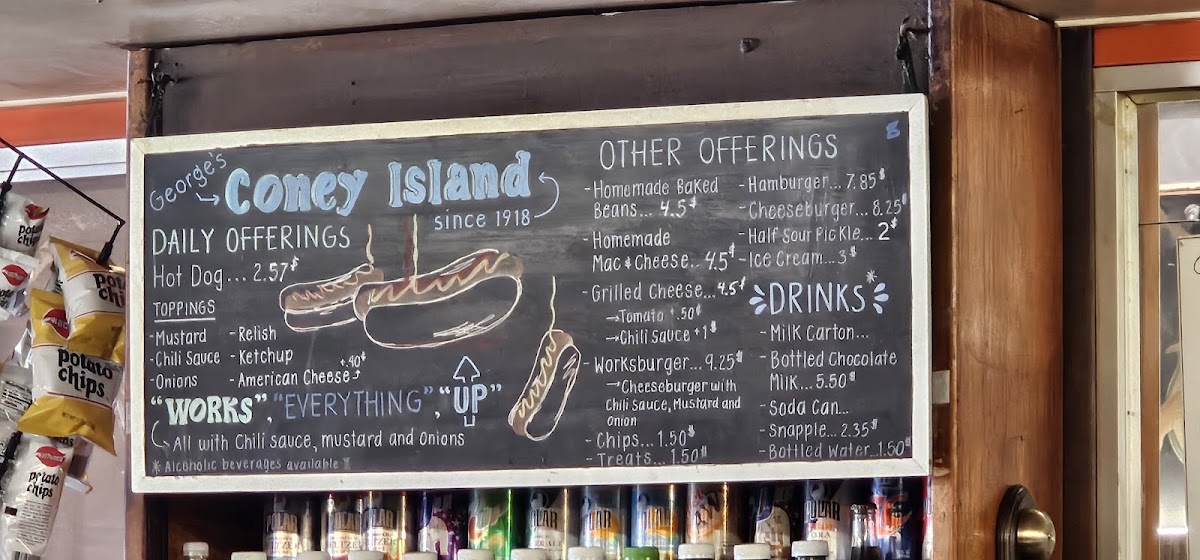 George's
Coney Island
since 1918
DAILY OFFERINGS
Hot Dog... 2.57$
TOPPINGS
-Mustard
-Chili Sauce
-Onions
-Relish
-Ketchup
-American Cheese
+.40$
"WORKS", "EVERYTHING", "UP"
All with Chili sauce, mustard and onions
*Alcoholic beverages available*
OTHER OFFERINGS
-Homemade Baked
Beans... 4.5$
-Homemade
Mac & Cheese... 4.5$
-Grilled Cheese... 4.5$
→Tomato +.50$
→Chili Sauce +1$
-Worksburger... 9.25$
→Cheeseburger with
Chili Sauce, Mustard and
Onion
-Chips... 1.50$
-Treats... 1.50$
-Hamburger... 7.85$
-Cheeseburger... 8.25$
-Half Sour Pickle... 2$
-Ice Cream... 3$
DRINKS*
-Milk Carton...
-Bottled Chocolate
Milk... 5.50$
-Soda Can...
-Snapple... 2.35$
-Bottled Water...1.50$
potato
chips
potato
chips
potato
chips
POLAR